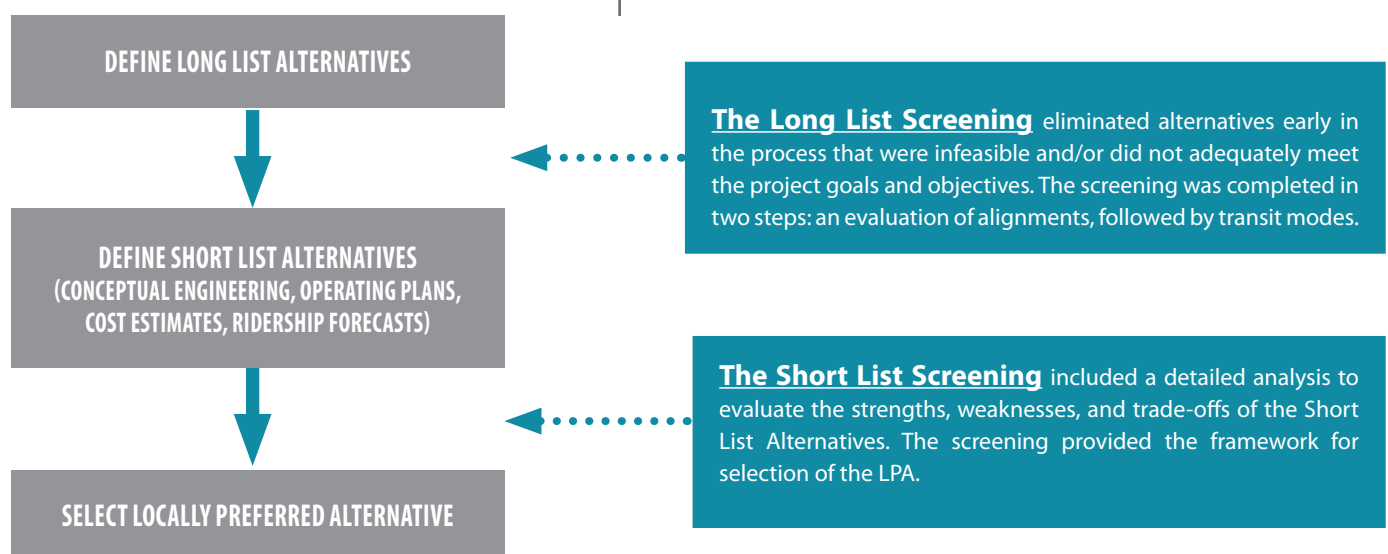 DEFINE LONG LIST ALTERNATIVES
The Long List Screening eliminated alternatives early in
the process that were infeasible and/or did not adequately meet
the project goals and objectives. The screening was completed in
two steps: an evaluation of alignments, followed by transit modes.
DEFINE SHORT LIST ALTERNATIVES
(CONCEPTUAL ENGINEERING, OPERATING PLANS,
COST ESTIMATES, RIDERSHIP FORECASTS)
The Short List Screening included a detailed analysis to
evaluate the strengths, weaknesses, and trade-offs of the Short
List Alternatives. The screening provided the framework for
selection of the LPA.
SELECT LOCALLY PREFERRED ALTERNATIVE